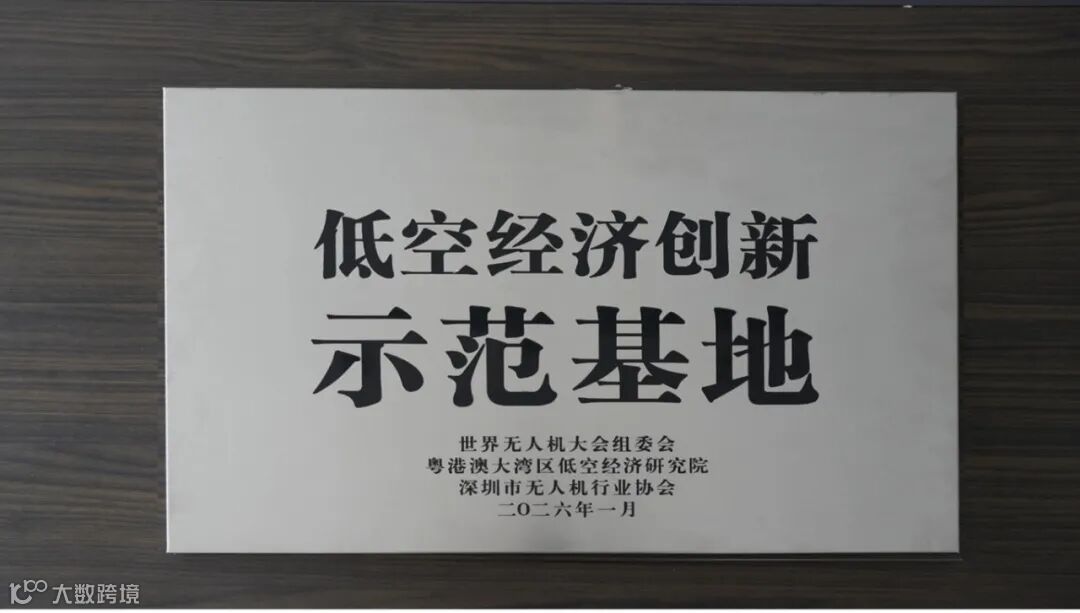 低空经济创新
示范基地
世界无人机大会组委会
粤港澳大湾区低空经济研究院
深圳市无人机行业协会
二〇二六年一月
大数跨境